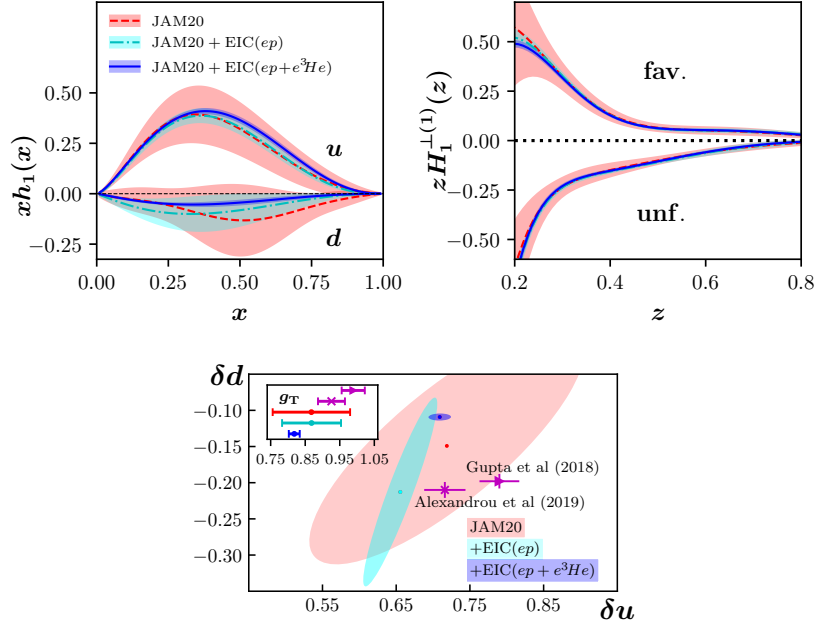 JAM20
JAM20 + EIC(ep)
JAM20 + EIC(ep+e³He)
0.50
0.25
0.00
−0.25
xh₁(x)
u
d
0.00 0.25 0.50 0.75 1.00
x
0.50
0.25
0.00
−0.25
−0.50
zH₁^⊥(1)(z)
fav.
unf.
0.2 0.4 0.6 0.8
z
δd
g_T
0.75 0.85 0.95 1.05
−0.10
−0.15
−0.20
−0.25
−0.30
Gupta et al (2018)
Alexandrou et al (2019)
JAM20
+EIC(ep)
+EIC(ep + e³He)
0.55 0.65 0.75 0.85
δu